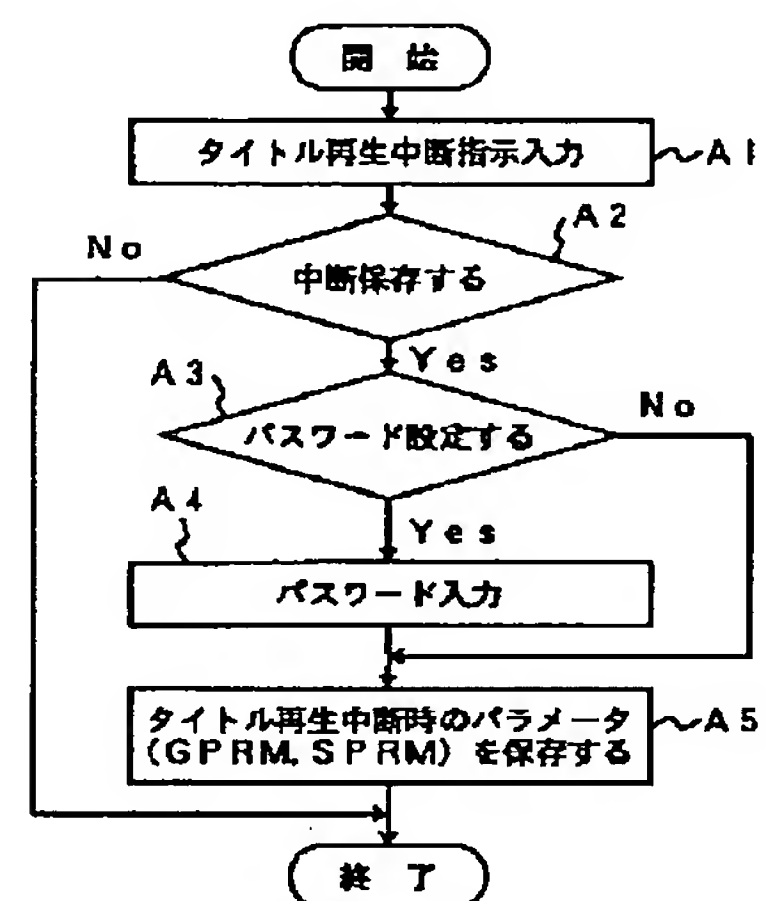 開 始
タイトル再生中断指示入力
A1
A2
No
中断保存する
Yes
A3
No
パスワード設定する
A4
Yes
パスワード入力
タイトル再生中断時のパラメータ
(GPRM, SPRM) を保存する
A5
終 了